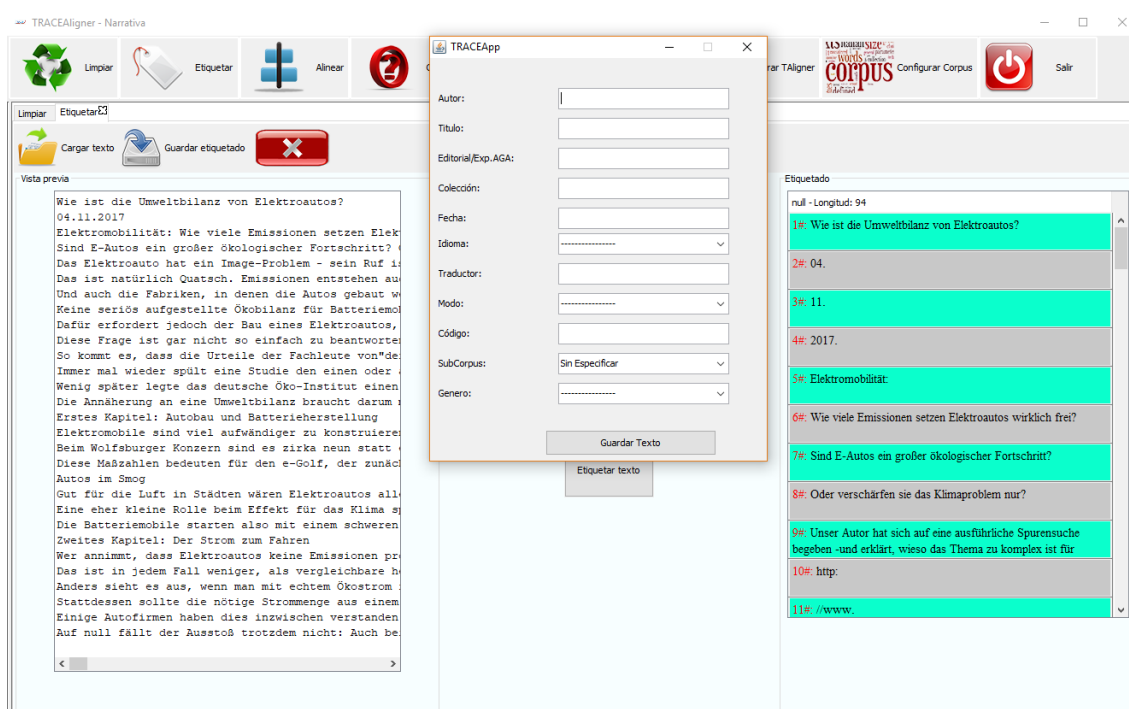 TRACEAligner - Narrativa
Limpiar
Etiquetar
Alinear
TAligner
corpus
Configurar Corpus
Salir
Limpiar
Etiquetar
Cargar texto
Guardar etiquetado
Vista previa
Wie ist die Umweltbilanz von Elektroautos?
04.11.2017
Elektromobilität: Wie viele Emissionen setzen
Sind E-Autos ein großer ökologischer Fortschritt?
Das Elektroauto hat ein Image-Problem - sein Ruf
Das ist natürlich Quatsch. Emissionen entstehen
Und auch die Fabriken, in denen die Autos gebaut
Keine seriös aufgestellte Ökobilanz für
Dafür erfordert jedoch der Bau eines Elektroautos,
Diese Frage ist gar nicht so einfach zu
So kommt es, dass die Urteile der Fachleute
Immer mal wieder spült eine Studie den einen oder
Wenig später legte das deutsche Öko-Institut einen
Die Annäherung an eine Umweltbilanz braucht darum
Erstes Kapitel: Autobau und Batterieherstellung
Elektromobile sind viel aufwändiger zu
Beim Wolfsburger Konzern sind es zirka neun statt
Diese Maßzahlen bedeuten für den e-Golf, der
Autos im Smog
Gut für die Luft in Städten wären Elektroautos
Eine eher kleine Rolle beim Effekt für das Klima
Die Batteriemobile starten also mit einem schweren
Zweites Kapitel: Der Strom zum Fahren
Wer annimmt, dass Elektroautos keine Emissionen
Das ist in jedem Fall weniger, als vergleichbare
Anders sieht es aus, wenn man mit echtem Ökostrom
Stattdessen sollte die nötige Strommenge aus einem
Einige Autofirmen haben dies inzwischen verstanden
Auf null fällt der Ausstoß trotzdem nicht: Auch
TRACEApp
Autor:
Título:
Editorial/Exp.AGA:
Colección:
Fecha:
Idioma: ----------------
Traductor:
Modo: ----------------
Código:
SubCorpus: Sin Especificar
Genero: ----------------
Guardar Texto
Etiquetar texto
Etiquetado
null - Longitud: 94
1#: Wie ist die Umweltbilanz von Elektroautos?
2#: 04.
3#: 11.
4#: 2017.
5#: Elektromobilität:
6#: Wie viele Emissionen setzen Elektroautos wirklich frei?
7#: Sind E-Autos ein großer ökologischer Fortschritt?
8#: Oder verschärfen sie das Klimaproblem nur?
9#: Unser Autor hat sich auf eine ausführliche Spurensuche
begeben -und erklärt, wieso das Thema zu komplex ist für
10#: http:
11#: //www.